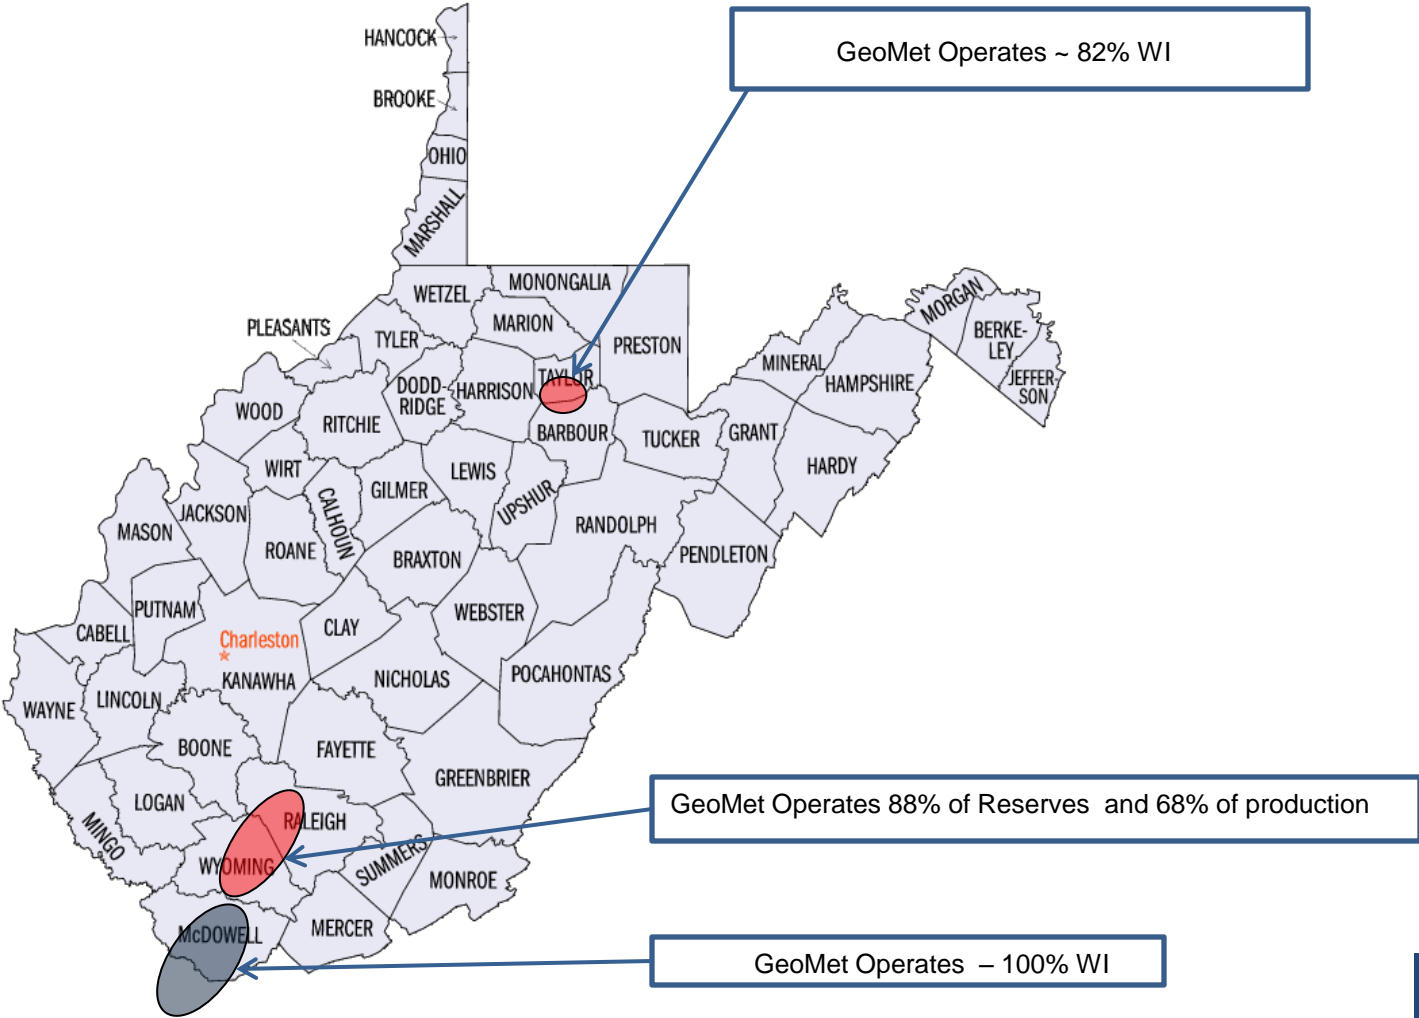 HANCOCK
GeoMet Operates ~ 82% WI
BROOKE
OHIO
MARSHALL
WETZEL
MONONGALIA
MORGAN
PLEASANTS
TYLER
MARION
PRESTON
BERKE-
LEY
MINERAL
HAMPSHIRE
JEFFER-
SON
DODD-
RIDGE
HARRISON
TAYLOR
WOOD
RITCHIE
BARBOUR
TUCKER
GRANT
HARDY
WIRT
CALHOUN
GILMER
LEWIS
UPSHUR
RANDOLPH
JACKSON
MASON
ROANE
BRAXTON
PENDLETON
PUTNAM
WEBSTER
CABELL
Charleston
CLAY
KANAWHA
NICHOLAS
POCAHONTAS
WAYNE
LINCOLN
BOONE
FAYETTE
GREENBRIER
LOGAN
GeoMet Operates 88% of Reserves and 68% of production
MINGO
RALEIGH
WYOMING
SUMMERS
MONROE
McDOWELL
MERCER
GeoMet Operates – 100% WI